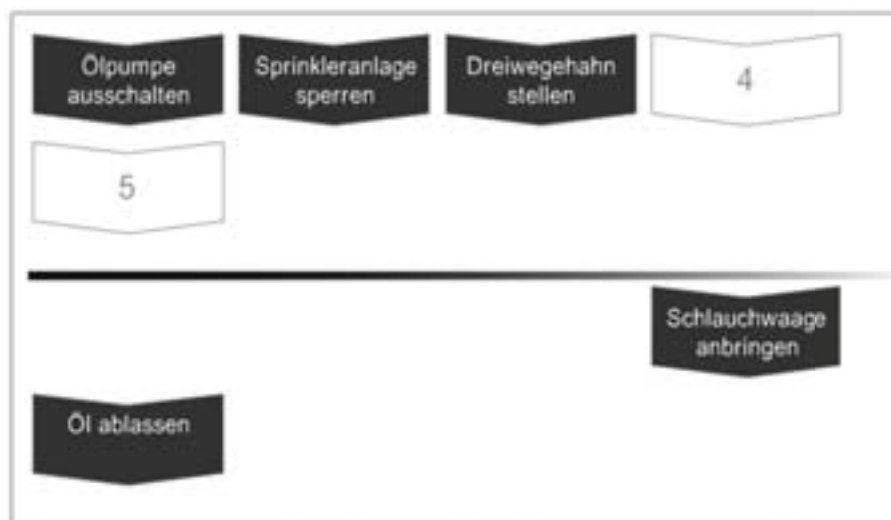 Ölpumpe
ausschalten
Sprinkleranlage
sperren
Dreiwegehahn
stellen
4
5
Schlauchwaage
anbringen
Öl ablassen